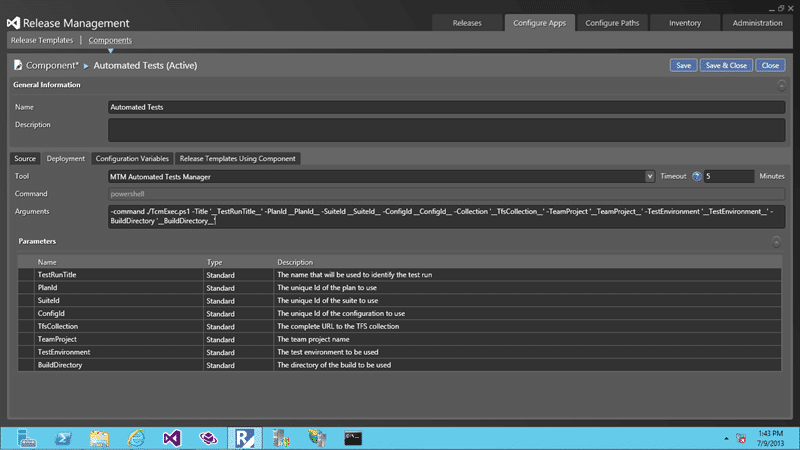 Release Management
Releases
Configure Apps
Configure Paths
Inventory
Administration
Release Templates | Components
Component* ▸ Automated Tests (Active)
Save
Save & Close
Close
General Information
Name
Automated Tests
Description
Source
Deployment
Configuration Variables
Release Templates Using Component
Tool
MTM Automated Tests Manager
Timeout
5
Minutes
Command
powershell
Arguments
-command ./TcmExec.ps1 -Title '__TestRunTitle__' -PlanId __PlanId__ -SuiteId __SuiteId__ -ConfigId __ConfigId__ -Collection '__TfsCollection__' -TeamProject '__TeamProject__' -TestEnvironment '__TestEnvironment__' -
BuildDirectory '__BuildDirectory__'
Parameters
Name Type Description
TestRunTitle Standard The name that will be used to identify the test run
PlanId Standard The unique Id of the plan to use
SuiteId Standard The unique Id of the suite to use
ConfigId Standard The unique Id of the configuration to use
TfsCollection Standard The complete URL to the TFS collection
TeamProject Standard The team project name
TestEnvironment Standard The test environment to be used
BuildDirectory Standard The directory of the build to be used
1:43 PM
7/9/2013